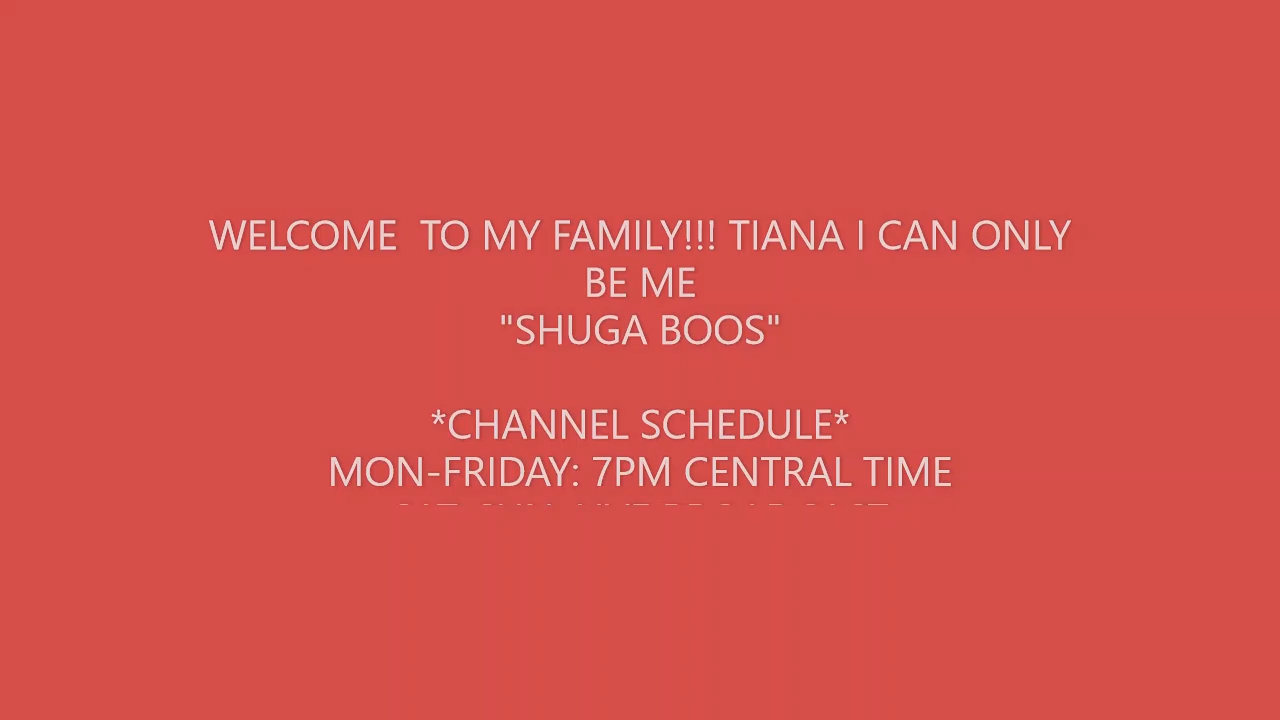 WELCOME  TO MY FAMILY!!! TIANA I CAN ONLY
BE ME
"SHUGA BOOS"
*CHANNEL SCHEDULE*
MON-FRIDAY: 7PM CENTRAL TIME